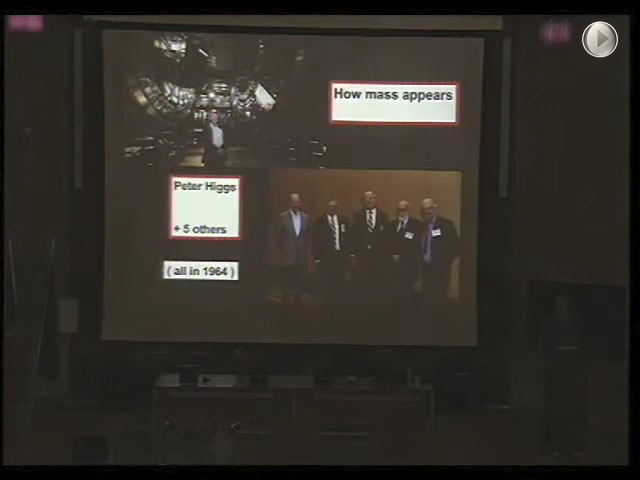 How mass appears
Peter Higgs
+ 5 others
( all in 1964 )